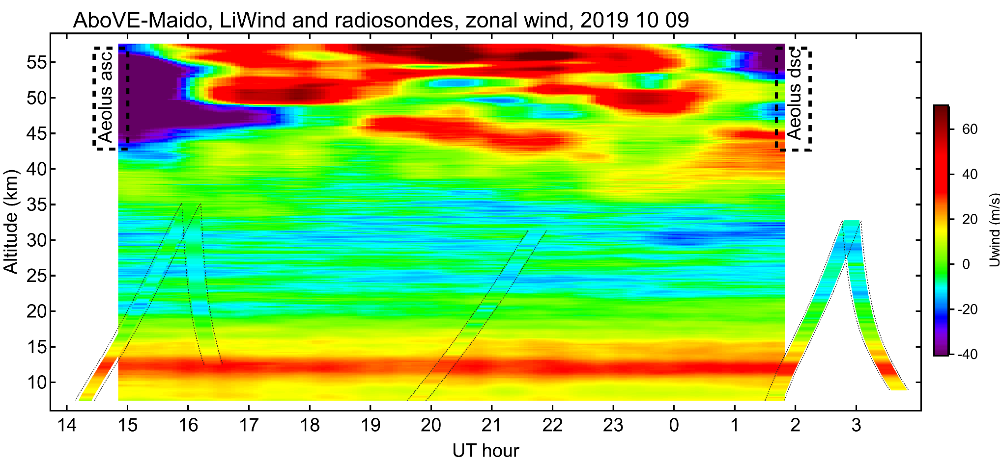 AboVE-Maido, LiWind and radiosondes, zonal wind, 2019 10 09
Altitude (km)
55
50
45
40
35
30
25
20
15
10
Aeolus asc.
Aeolus dsc.
60
40
20
0
-20
-40
Uwind (m/s)
14 15 16 17 18 19 20 21 22 23 0 1 2 3
UT hour